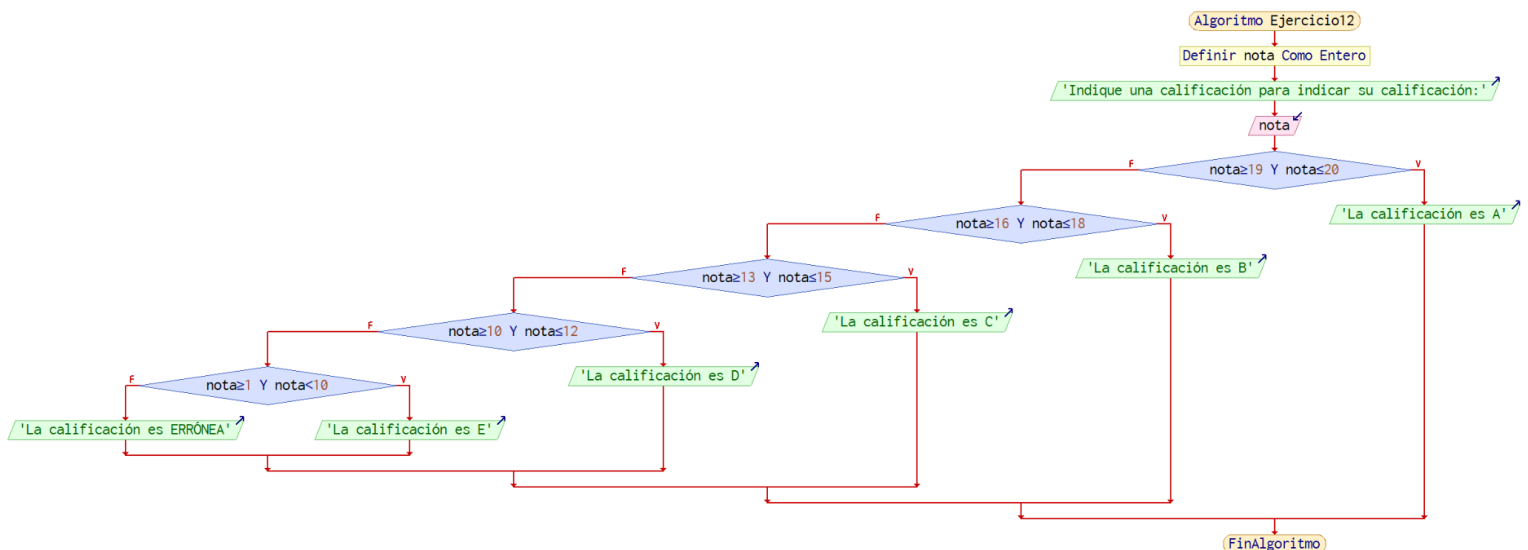 Algoritmo Ejercicio12
Definir nota Como Entero
'Indique una calificación para indicar su calificación:'
nota
F
nota≥19 Y nota≤20
V
F
nota≥16 Y nota≤18
V
'La calificación es A'
F
nota≥13 Y nota≤15
V
'La calificación es B'
F
nota≥10 Y nota≤12
V
'La calificación es C'
F
nota≥1 Y nota<10
V
'La calificación es D'
'La calificación es ERRÓNEA'
'La calificación es E'
FinAlgoritmo